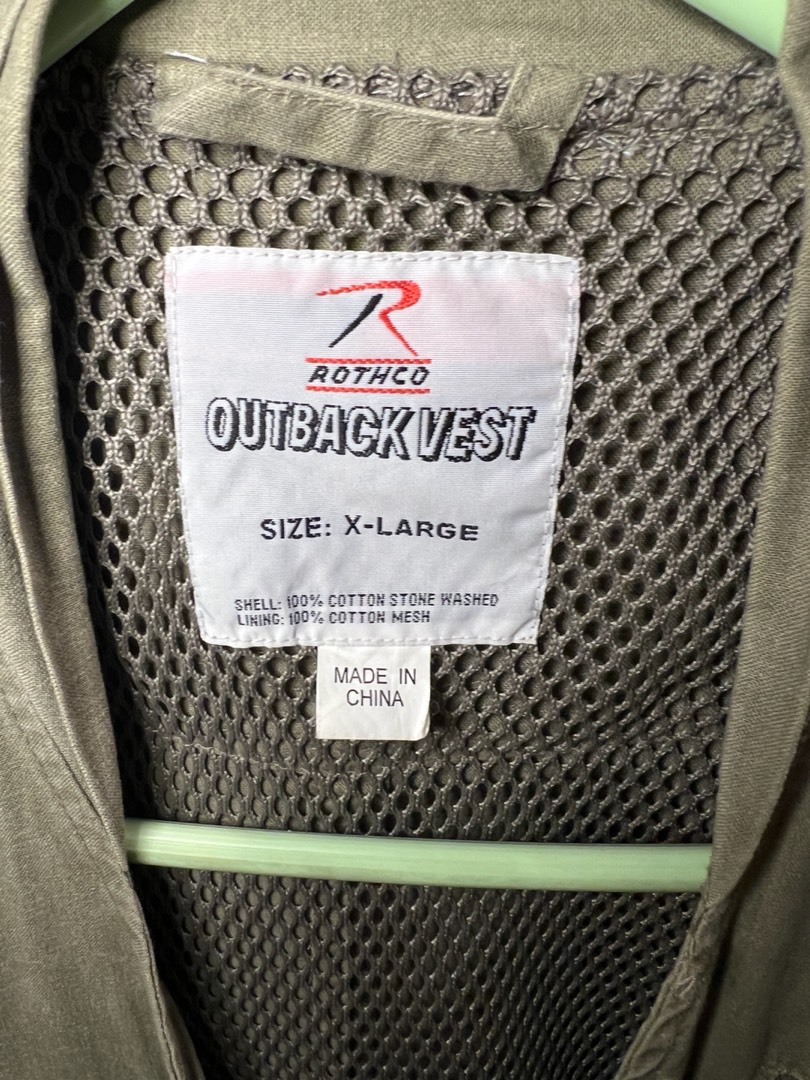 R
ROTHCO
OUTBACK VEST
SIZE: X-LARGE
SHELL: 100% COTTON STONE WASHED
LINING: 100% COTTON MESH
MADE IN
CHINA